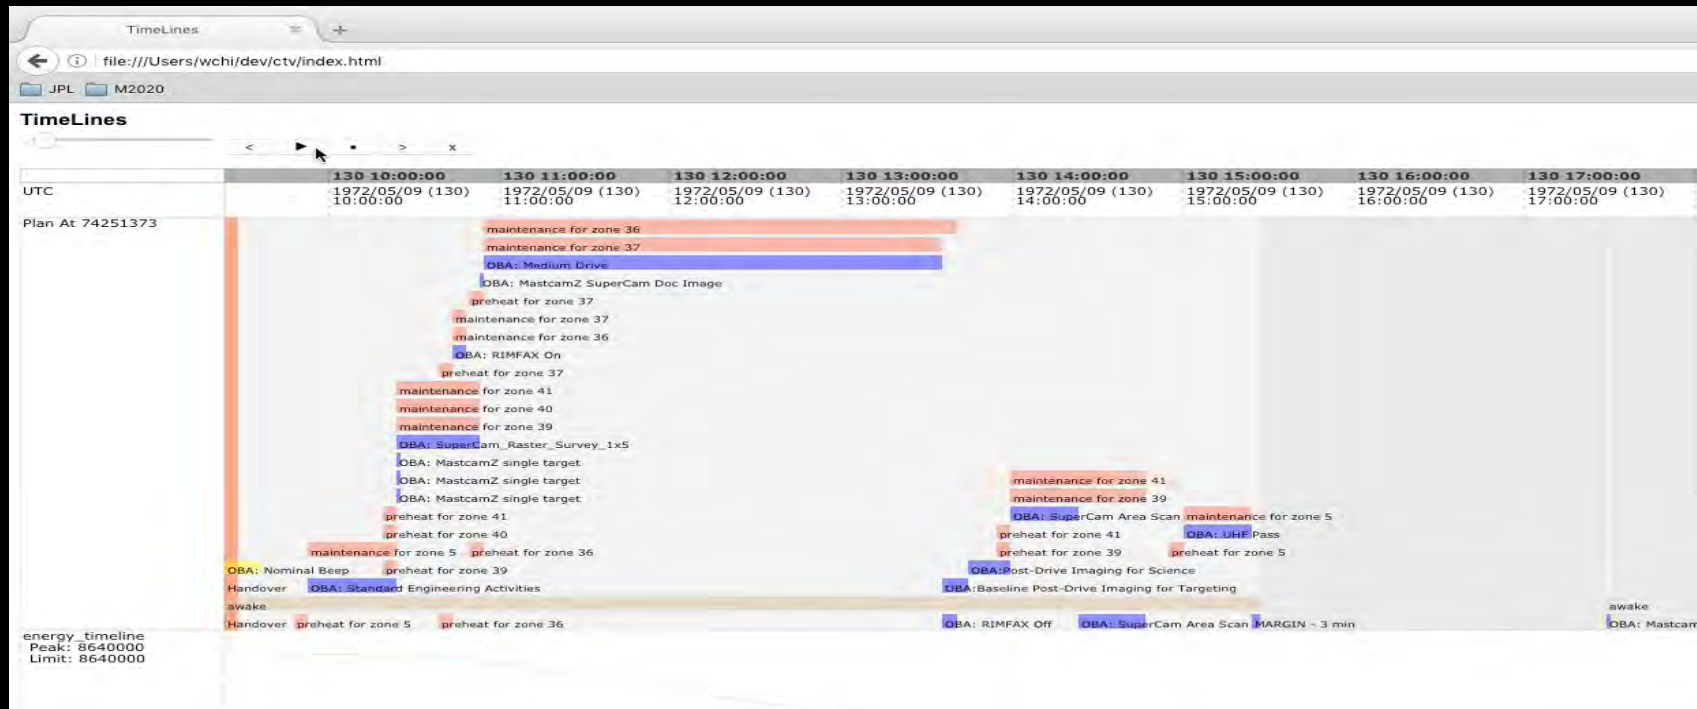 TimeLines
file:///Users/wchi/dev/ctv/index.html
JPL M2020
TimeLines
< > x
130 10:00:00 130 11:00:00 130 12:00:00 130 13:00:00 130 14:00:00 130 15:00:00 130 16:00:00 130 17:00:00
UTC 1972/05/09 (130) 1972/05/09 (130) 1972/05/09 (130) 1972/05/09 (130) 1972/05/09 (130) 1972/05/09 (130) 1972/05/09 (130) 1972/05/09 (130)
10:00:00 11:00:00 12:00:00 13:00:00 14:00:00 15:00:00 16:00:00 17:00:00
Plan At 74251373
maintenance for zone 36
maintenance for zone 37
OBA: Medium Drive
OBA: MastcamZ SuperCam Doc Image
preheat for zone 37
maintenance for zone 37
maintenance for zone 36
OBA: RIMFAX On
preheat for zone 37
maintenance for zone 41
maintenance for zone 40
maintenance for zone 39
OBA: SuperCam_Raster_Survey_1x5
OBA: MastcamZ single target
OBA: MastcamZ single target maintenance for zone 41
OBA: MastcamZ single target maintenance for zone 39
preheat for zone 41 OBA: SuperCam Area Scan maintenance for zone 5
preheat for zone 40 preheat for zone 41 OBA: UHF Pass
maintenance for zone 5 preheat for zone 36 preheat for zone 39 preheat for zone 5
OBA: Nominal Beep preheat for zone 39 OBA:Post-Drive Imaging for Science
Handover OBA: Standard Engineering Activities OBA:Baseline Post-Drive Imaging for Targeting
awake awake
Handover preheat for zone 5 preheat for zone 36 OBA: RIMFAX Off OBA: SuperCam Area Scan MARGIN - 3 min OBA: Mastcam
energy_timeline
Peak: 8640000
Limit: 8640000